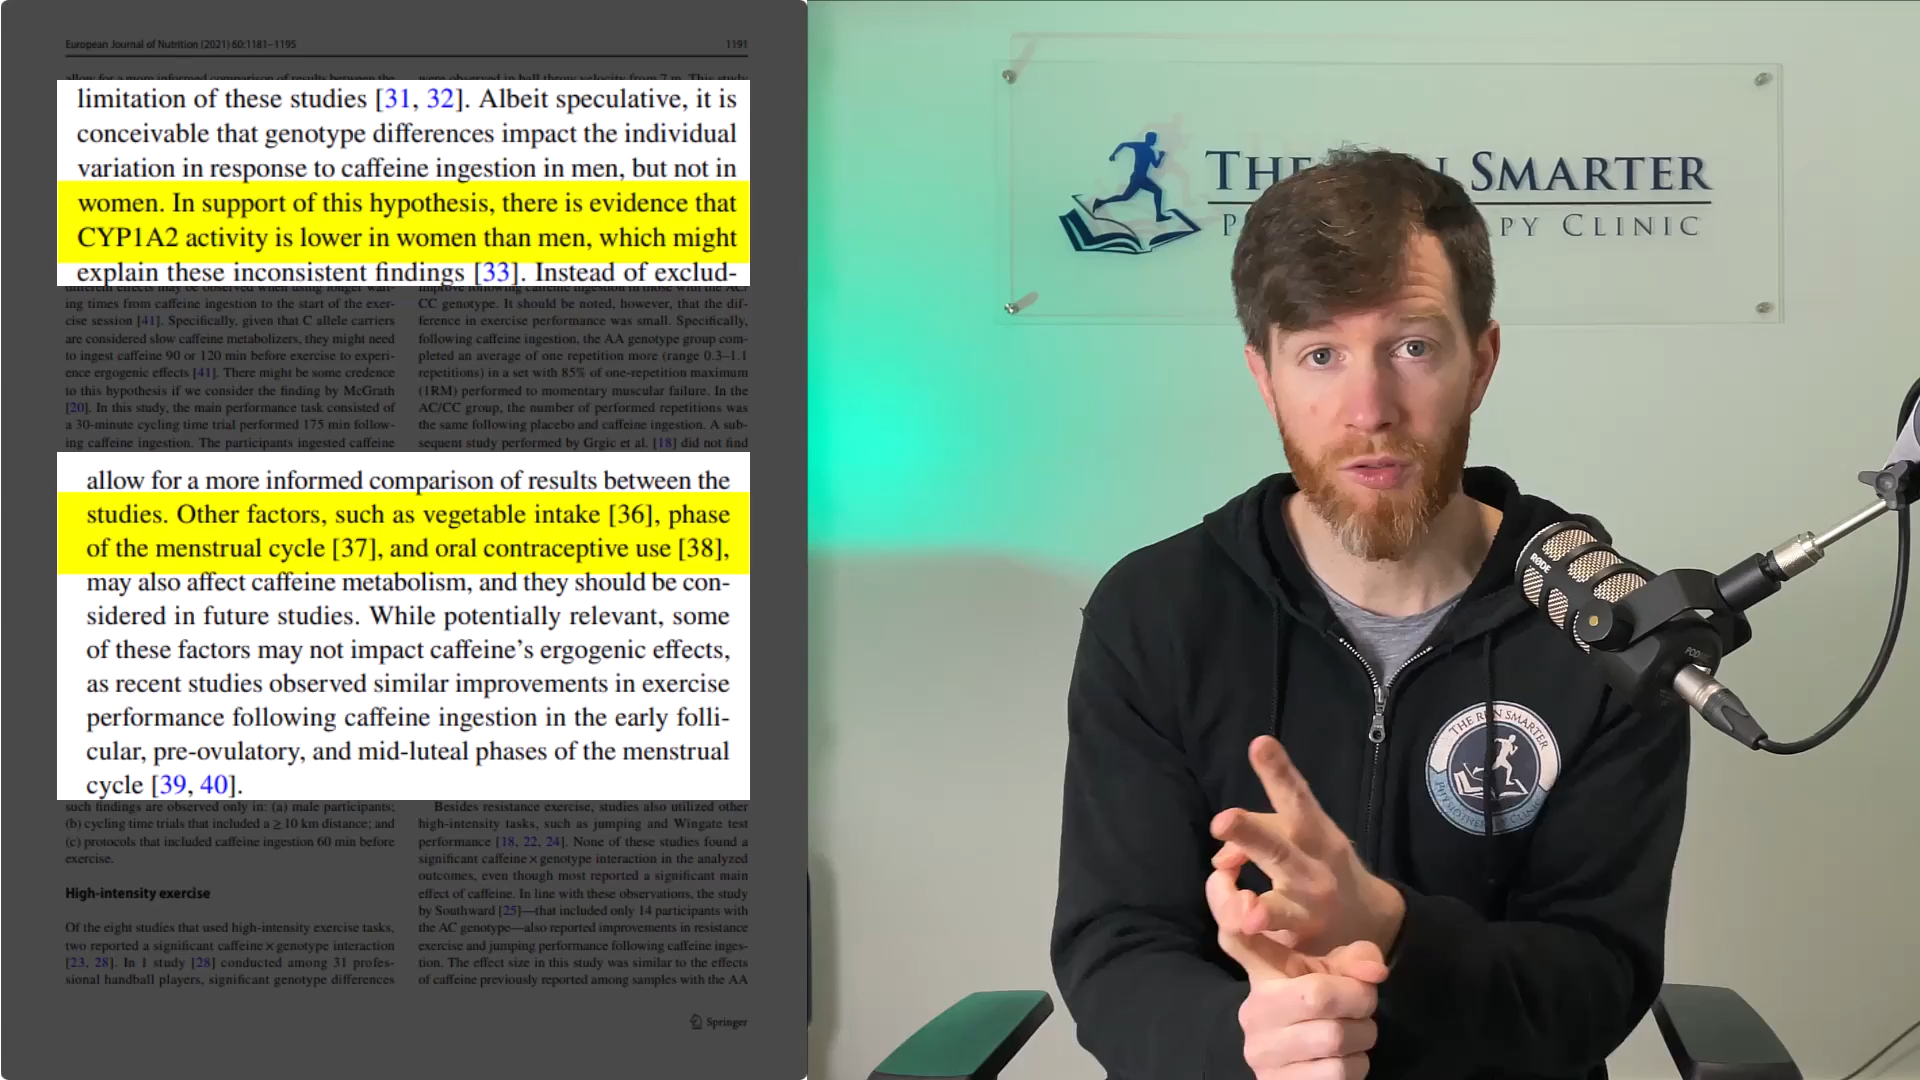 European Journal of Nutrition (2021) 60:1181–1195
1191
limitation of these studies [31, 32]. Albeit speculative, it is
conceivable that genotype differences impact the individual
variation in response to caffeine ingestion in men, but not in
women. In support of this hypothesis, there is evidence that
CYP1A2 activity is lower in women than men, which might
explain these inconsistent findings [33]. Instead of exclud-
ing times from caffeine ingestion to the start of the exer-
cise session [41]. Specifically, given that C allele carriers
are considered slow caffeine metabolizers, they might need
to ingest caffeine 90 or 120 min before exercise to experi-
ence ergogenic effects [41]. There might be some credence
to this hypothesis if we consider the finding by McGrath
[20]. In this study, the main performance task consisted of
a 30-minute cycling time trial performed 175 min follow-
ing caffeine ingestion. The participants ingested caffeine
allow for a more informed comparison of results between the
studies. Other factors, such as vegetable intake [36], phase
of the menstrual cycle [37], and oral contraceptive use [38],
may also affect caffeine metabolism, and they should be con-
sidered in future studies. While potentially relevant, some
of these factors may not impact caffeine's ergogenic effects,
as recent studies observed similar improvements in exercise
performance following caffeine ingestion in the early folli-
cular, pre-ovulatory, and mid-luteal phases of the menstrual
cycle [39, 40].
such findings are observed only in: (a) male participants;
(b) cycling time trials that included a ≥ 10 km distance; and
(c) protocols that included caffeine ingestion 60 min before
exercise.
High-intensity exercise
Of the eight studies that used high-intensity exercise tasks,
two reported a significant caffeine × genotype interaction
[23, 28]. In 1 study [28] conducted among 31 profes-
sional handball players, significant genotype differences
CC genotype. It should be noted, however, that the dif-
ference in exercise performance was small. Specifically,
following caffeine ingestion, the AA genotype group com-
pleted an average of one repetition more (range 0.3–1.1
repetitions) in a set with 85% of one-repetition maximum
(1RM) performed to momentary muscular failure. In the
AC/CC group, the number of performed repetitions was
the same following placebo and caffeine ingestion. A sub-
sequent study performed by Grgic et al. [18] did not find
Besides resistance exercise, studies also utilized other
high-intensity tasks, such as jumping and Wingate test
performance [18, 22, 24]. None of these studies found a
significant caffeine × genotype interaction in the analyzed
outcomes, even though most reported a significant main
effect of caffeine. In line with these observations, the study
by Southward [25]—that included only 14 participants with
the AC genotype—also reported improvements in resistance
exercise and jumping performance following caffeine inges-
tion. The effect size in this study was similar to the effects
of caffeine previously reported among samples with the AA
Springer
SMARTER
CLINIC
RØDE
THE RUN SMARTER
PHYSIOTHERAPY CLINIC